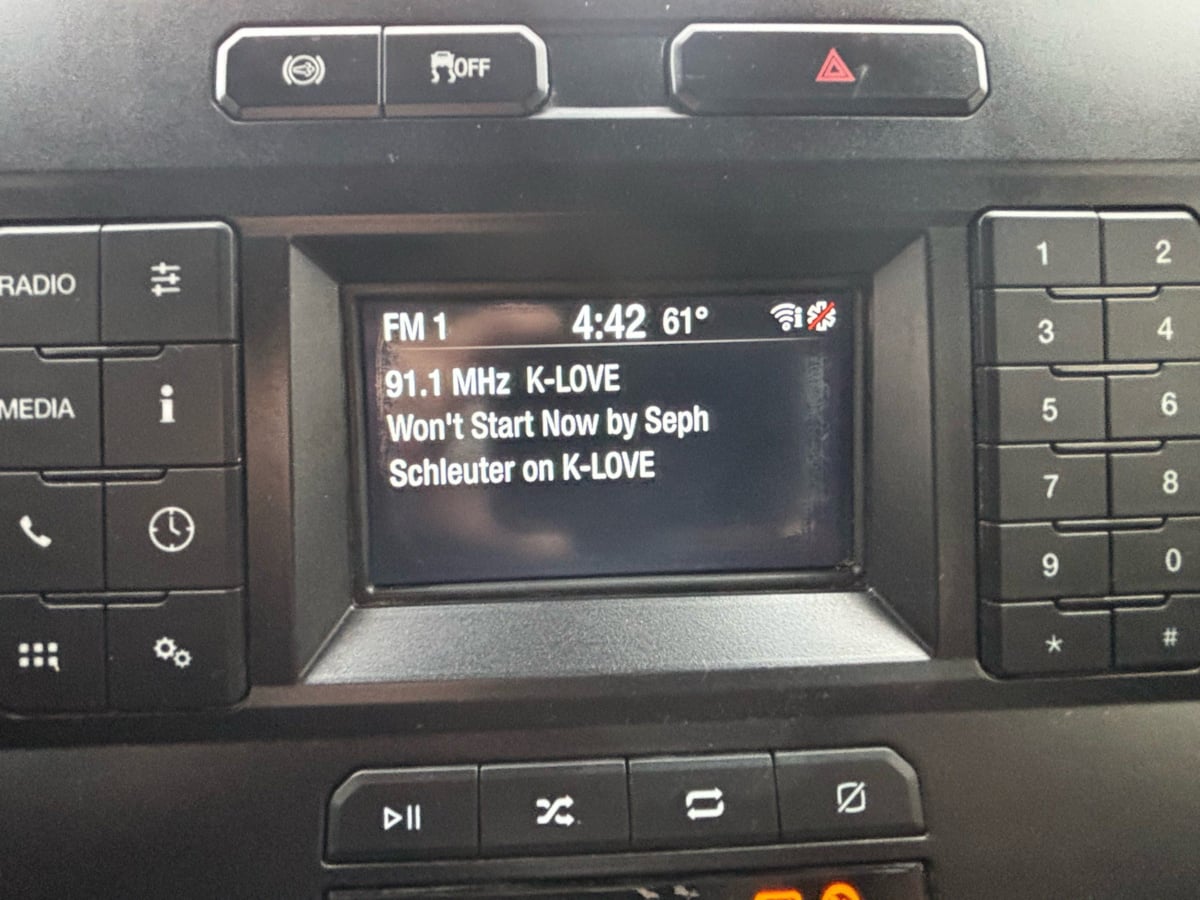 OFF
RADIO
MEDIA
FM 1 4:42 61°
91.1 MHz K-LOVE
Won't Start Now by Seph
Schleuter on K-LOVE
1 2
3 4
5 6
7 8
9 0
* #